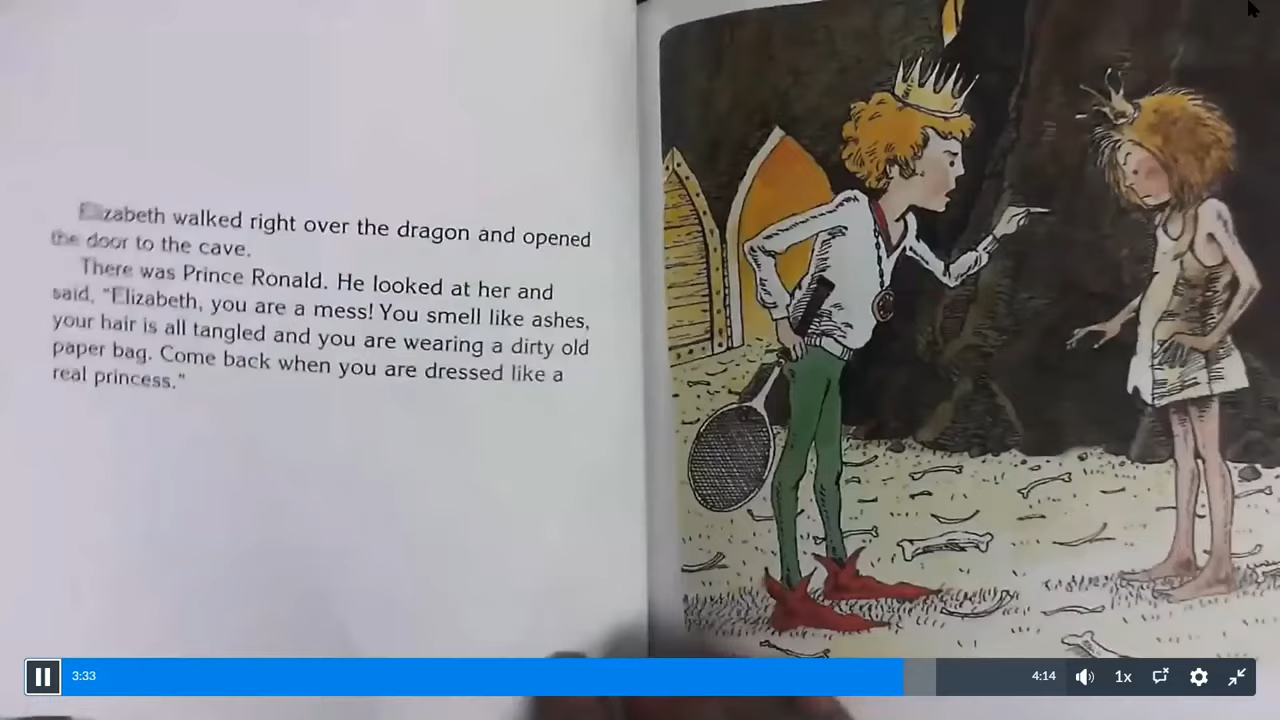 Elizabeth walked right over the dragon and opened
the door to the cave.
There was Prince Ronald. He looked at her and
said, "Elizabeth, you are a mess! You smell like ashes,
your hair is all tangled and you are wearing a dirty old
paper bag. Come back when you are dressed like a
real princess."
3:33 4:14 1x